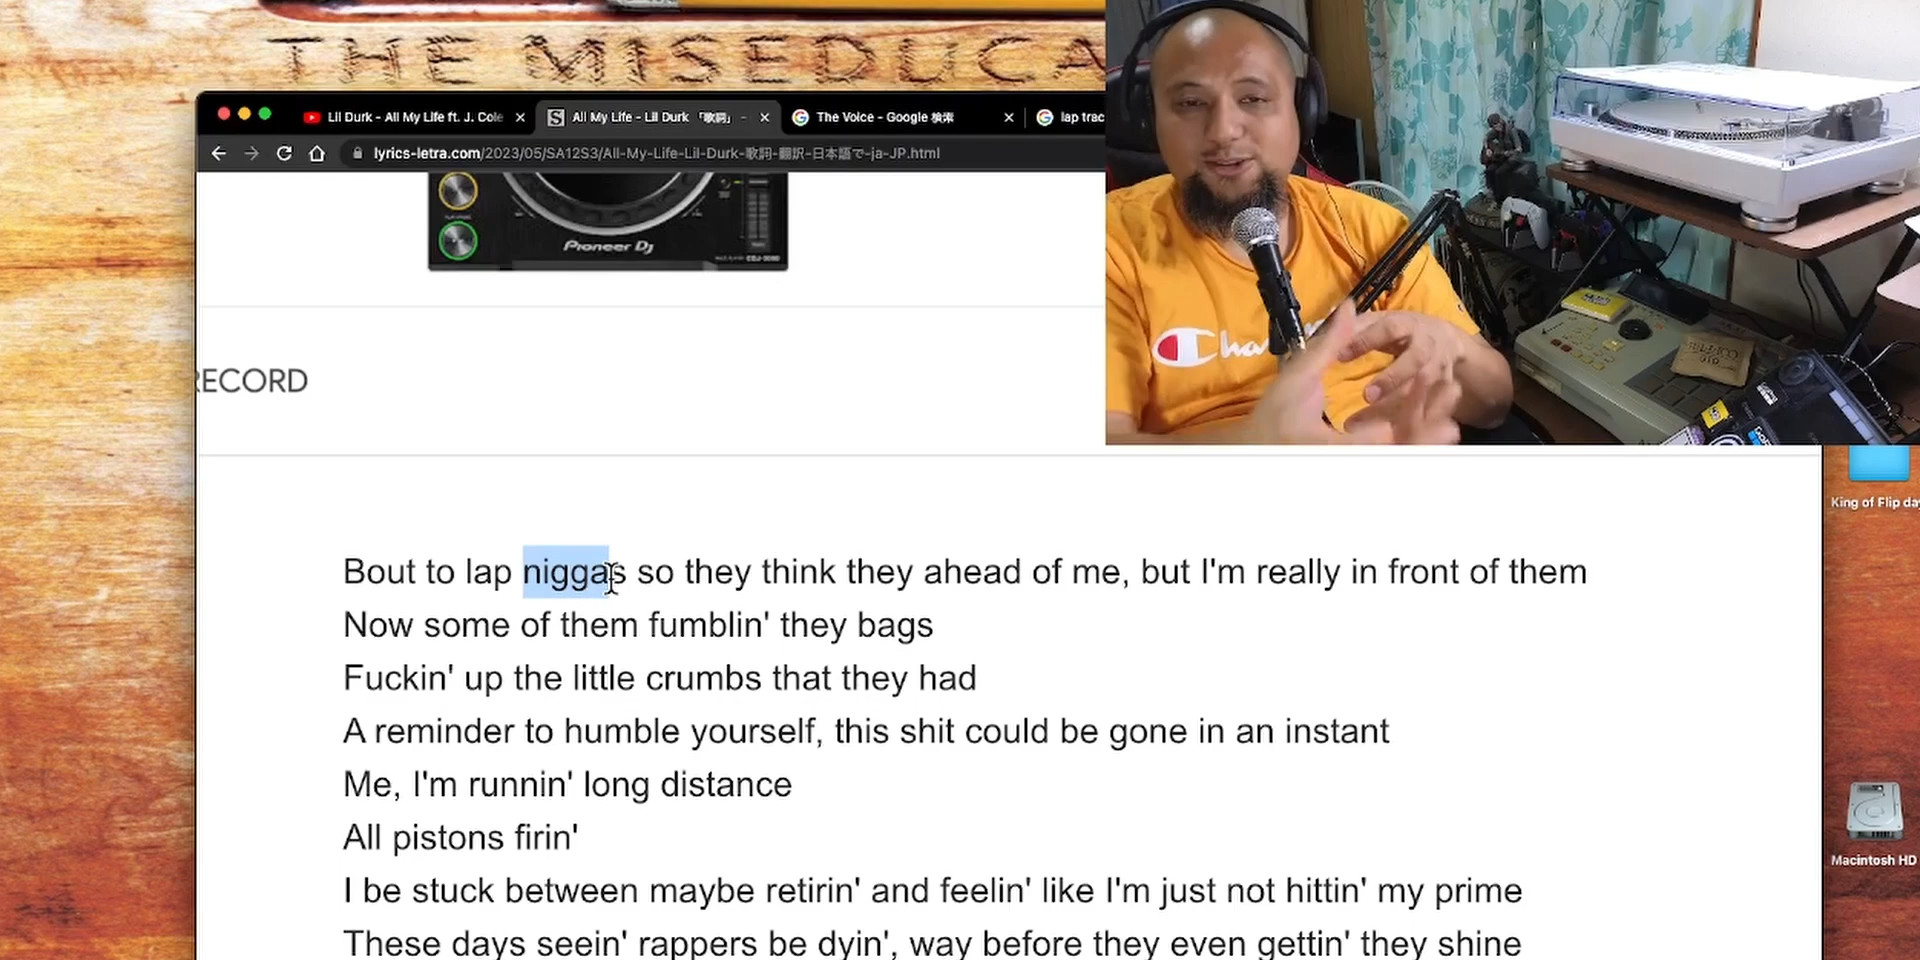 THE MISEDUCA
Lil Durk - All My Life ft. J. Cole
All My Life - Lil Durk 「歌詞」 -
The Voice - Google 検索
lap trac
lyrics-letra.com/2023/05/SA12S3/All-My-Life-Lil-Durk-歌詞-翻訳-日本語で-ja-JP.html
Pioneer Dj
Cha
RECORD
King of Flip da
Bout to lap niggas so they think they ahead of me, but I'm really in front of them
Now some of them fumblin' they bags
Fuckin' up the little crumbs that they had
A reminder to humble yourself, this shit could be gone in an instant
Me, I'm runnin' long distance
All pistons firin'
Macintosh HD
I be stuck between maybe retirin' and feelin' like I'm just not hittin' my prime
These days seein' rappers be dyin', way before they even gettin' they shine